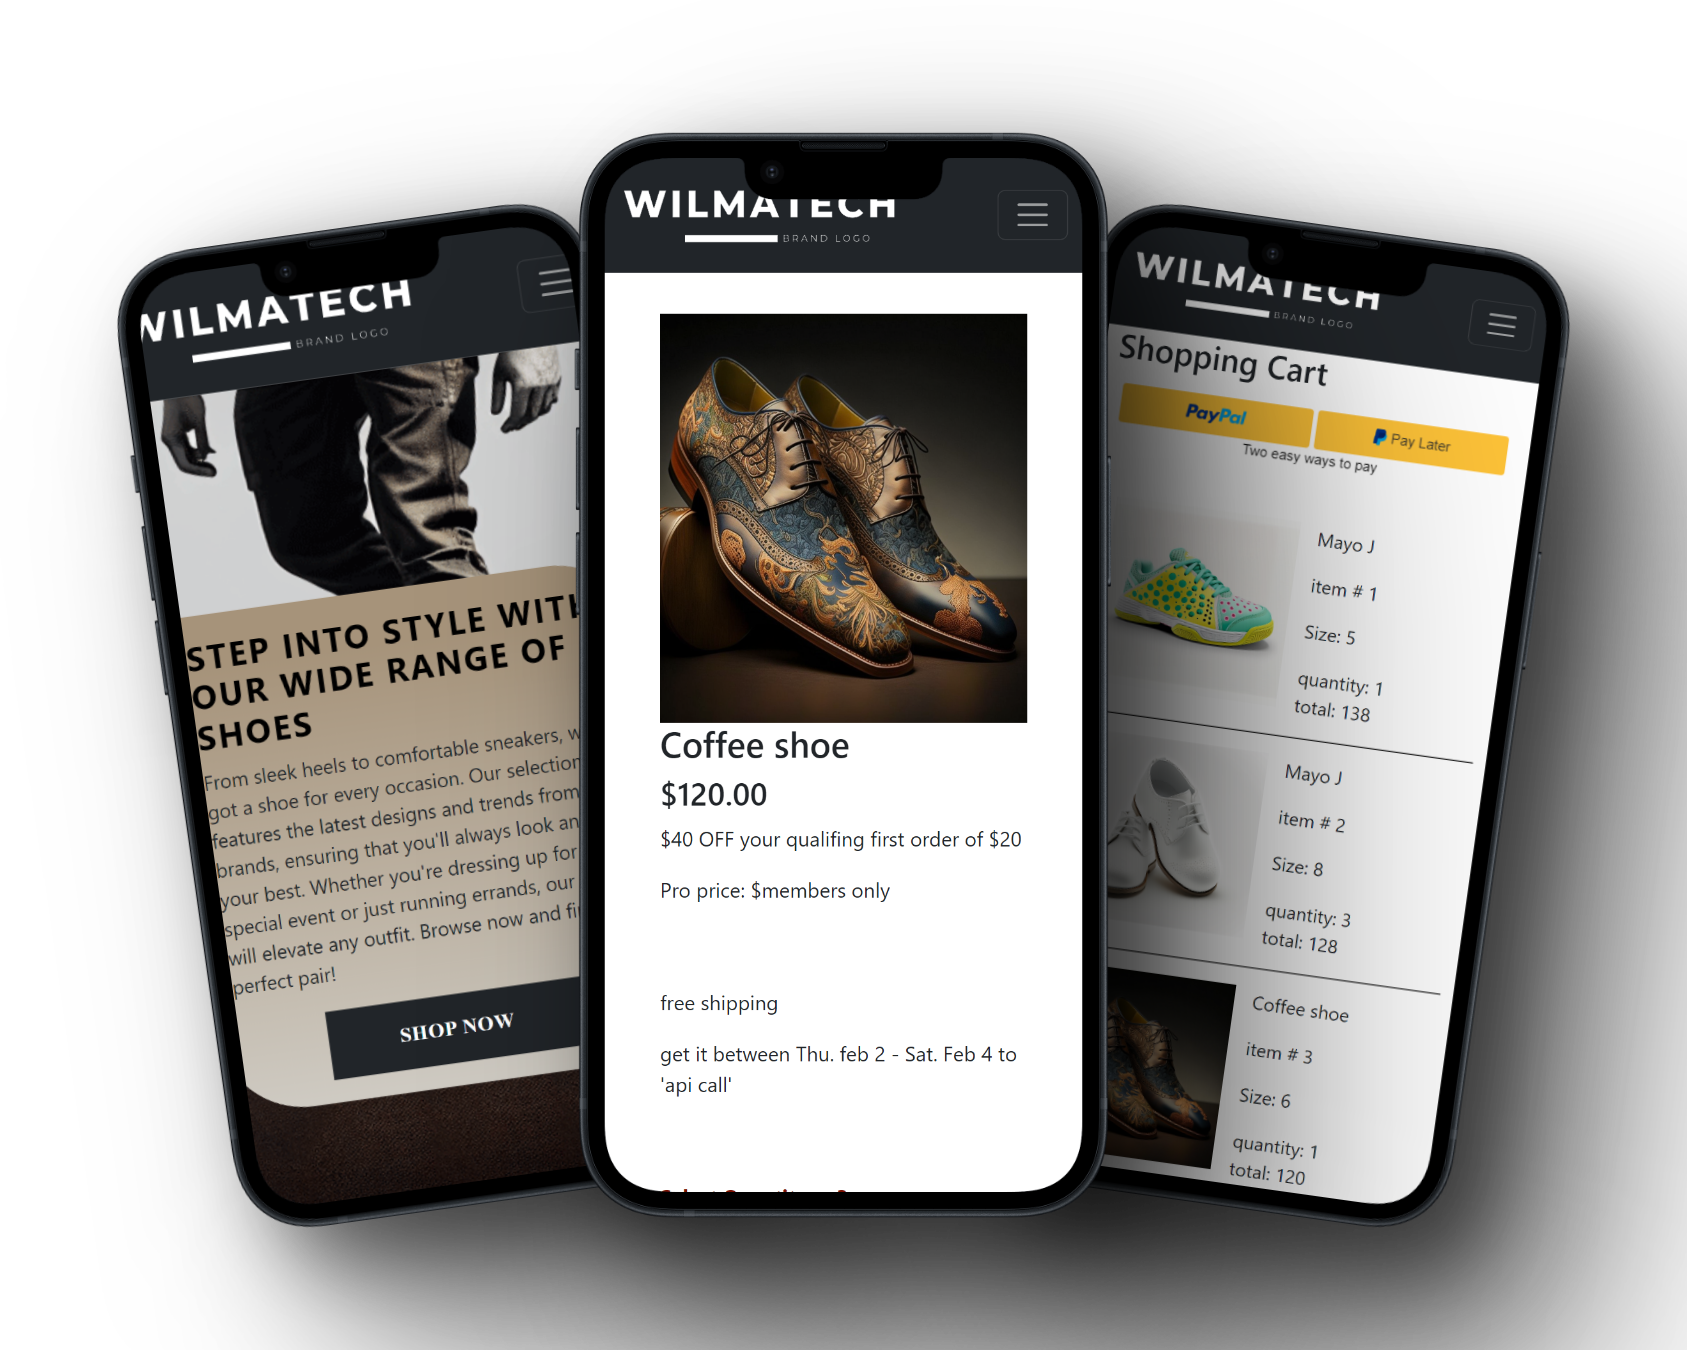 WILMATECH
BRAND LOGO
STEP INTO STYLE WITH
OUR WIDE RANGE OF
SHOES
From sleek heels to comfortable sneakers,
got a shoe for every occasion. Our selection
features the latest designs and trends from
brands, ensuring that you'll always look
your best. Whether you're dressing up for
special event or just running errands, our
will elevate any outfit. Browse now and
perfect pair!
SHOP NOW
WILMATECH
BRAND LOGO
Coffee shoe
$120.00
$40 OFF your qualifing first order of $20
Pro price: $members only
free shipping
get it between Thu. feb 2 - Sat. Feb 4 to
'api call'
WILMATECH
BRAND LOGO
Shopping Cart
PayPal
Pay Later
Two easy ways to pay
Mayo J
item # 1
Size: 5
quantity: 1
total: 138
Mayo J
item # 2
Size: 8
quantity: 3
total: 128
Coffee shoe
item # 3
Size: 6
quantity: 1
total: 120